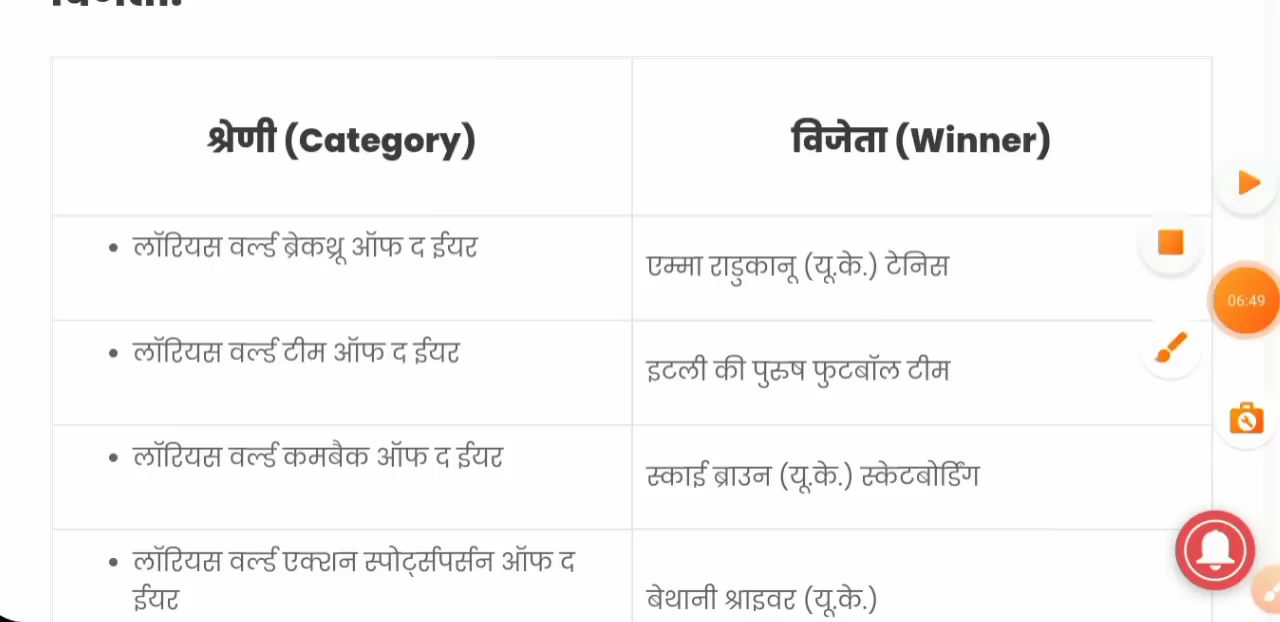 श्रेणी (Category)
विजेता (Winner)
• लॉरियस वर्ल्ड ब्रेकथ्रू ऑफ द ईयर
एम्मा राडुकानू (यू.के.) टेनिस
• लॉरियस वर्ल्ड टीम ऑफ द ईयर
इटली की पुरुष फुटबॉल टीम
• लॉरियस वर्ल्ड कमबैक ऑफ द ईयर
स्काई ब्राउन (यू.के.) स्केटबोर्डिंग
• लॉरियस वर्ल्ड एक्शन स्पोर्ट्सपर्सन ऑफ द
ईयर
बेथानी श्राइवर (यू.के.)
06:49